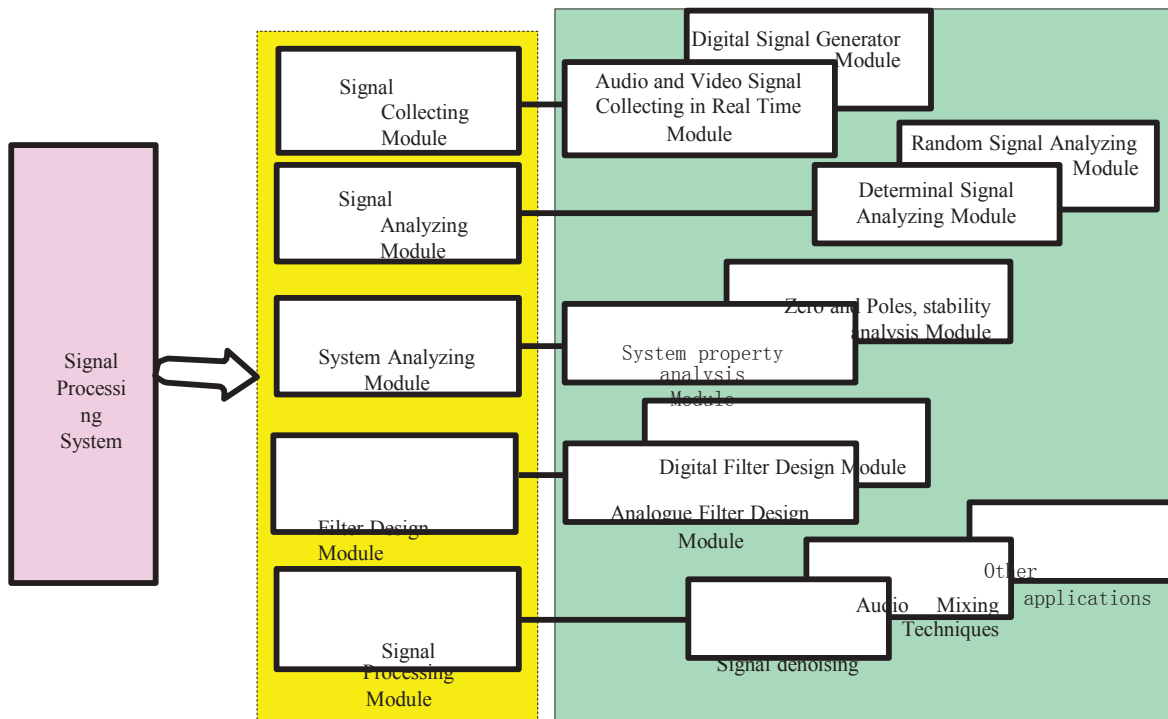 Signal
Processi
ng
System
Signal
Collecting
Module
Signal
Analyzing
Module
System Analyzing
Module
Filter Design
Module
Signal
Processing
Module
Digital Signal Generator
Module
Audio and Video Signal
Collecting in Real Time
Module
Random Signal Analyzing
Module
Determinal Signal
Analyzing Module
Zero and Poles, stability
analysis Module
System property
analysis
Module
Digital Filter Design Module
Analogue Filter Design
Module
Other
applications
Audio Mixing
Techniques
Signal denoising